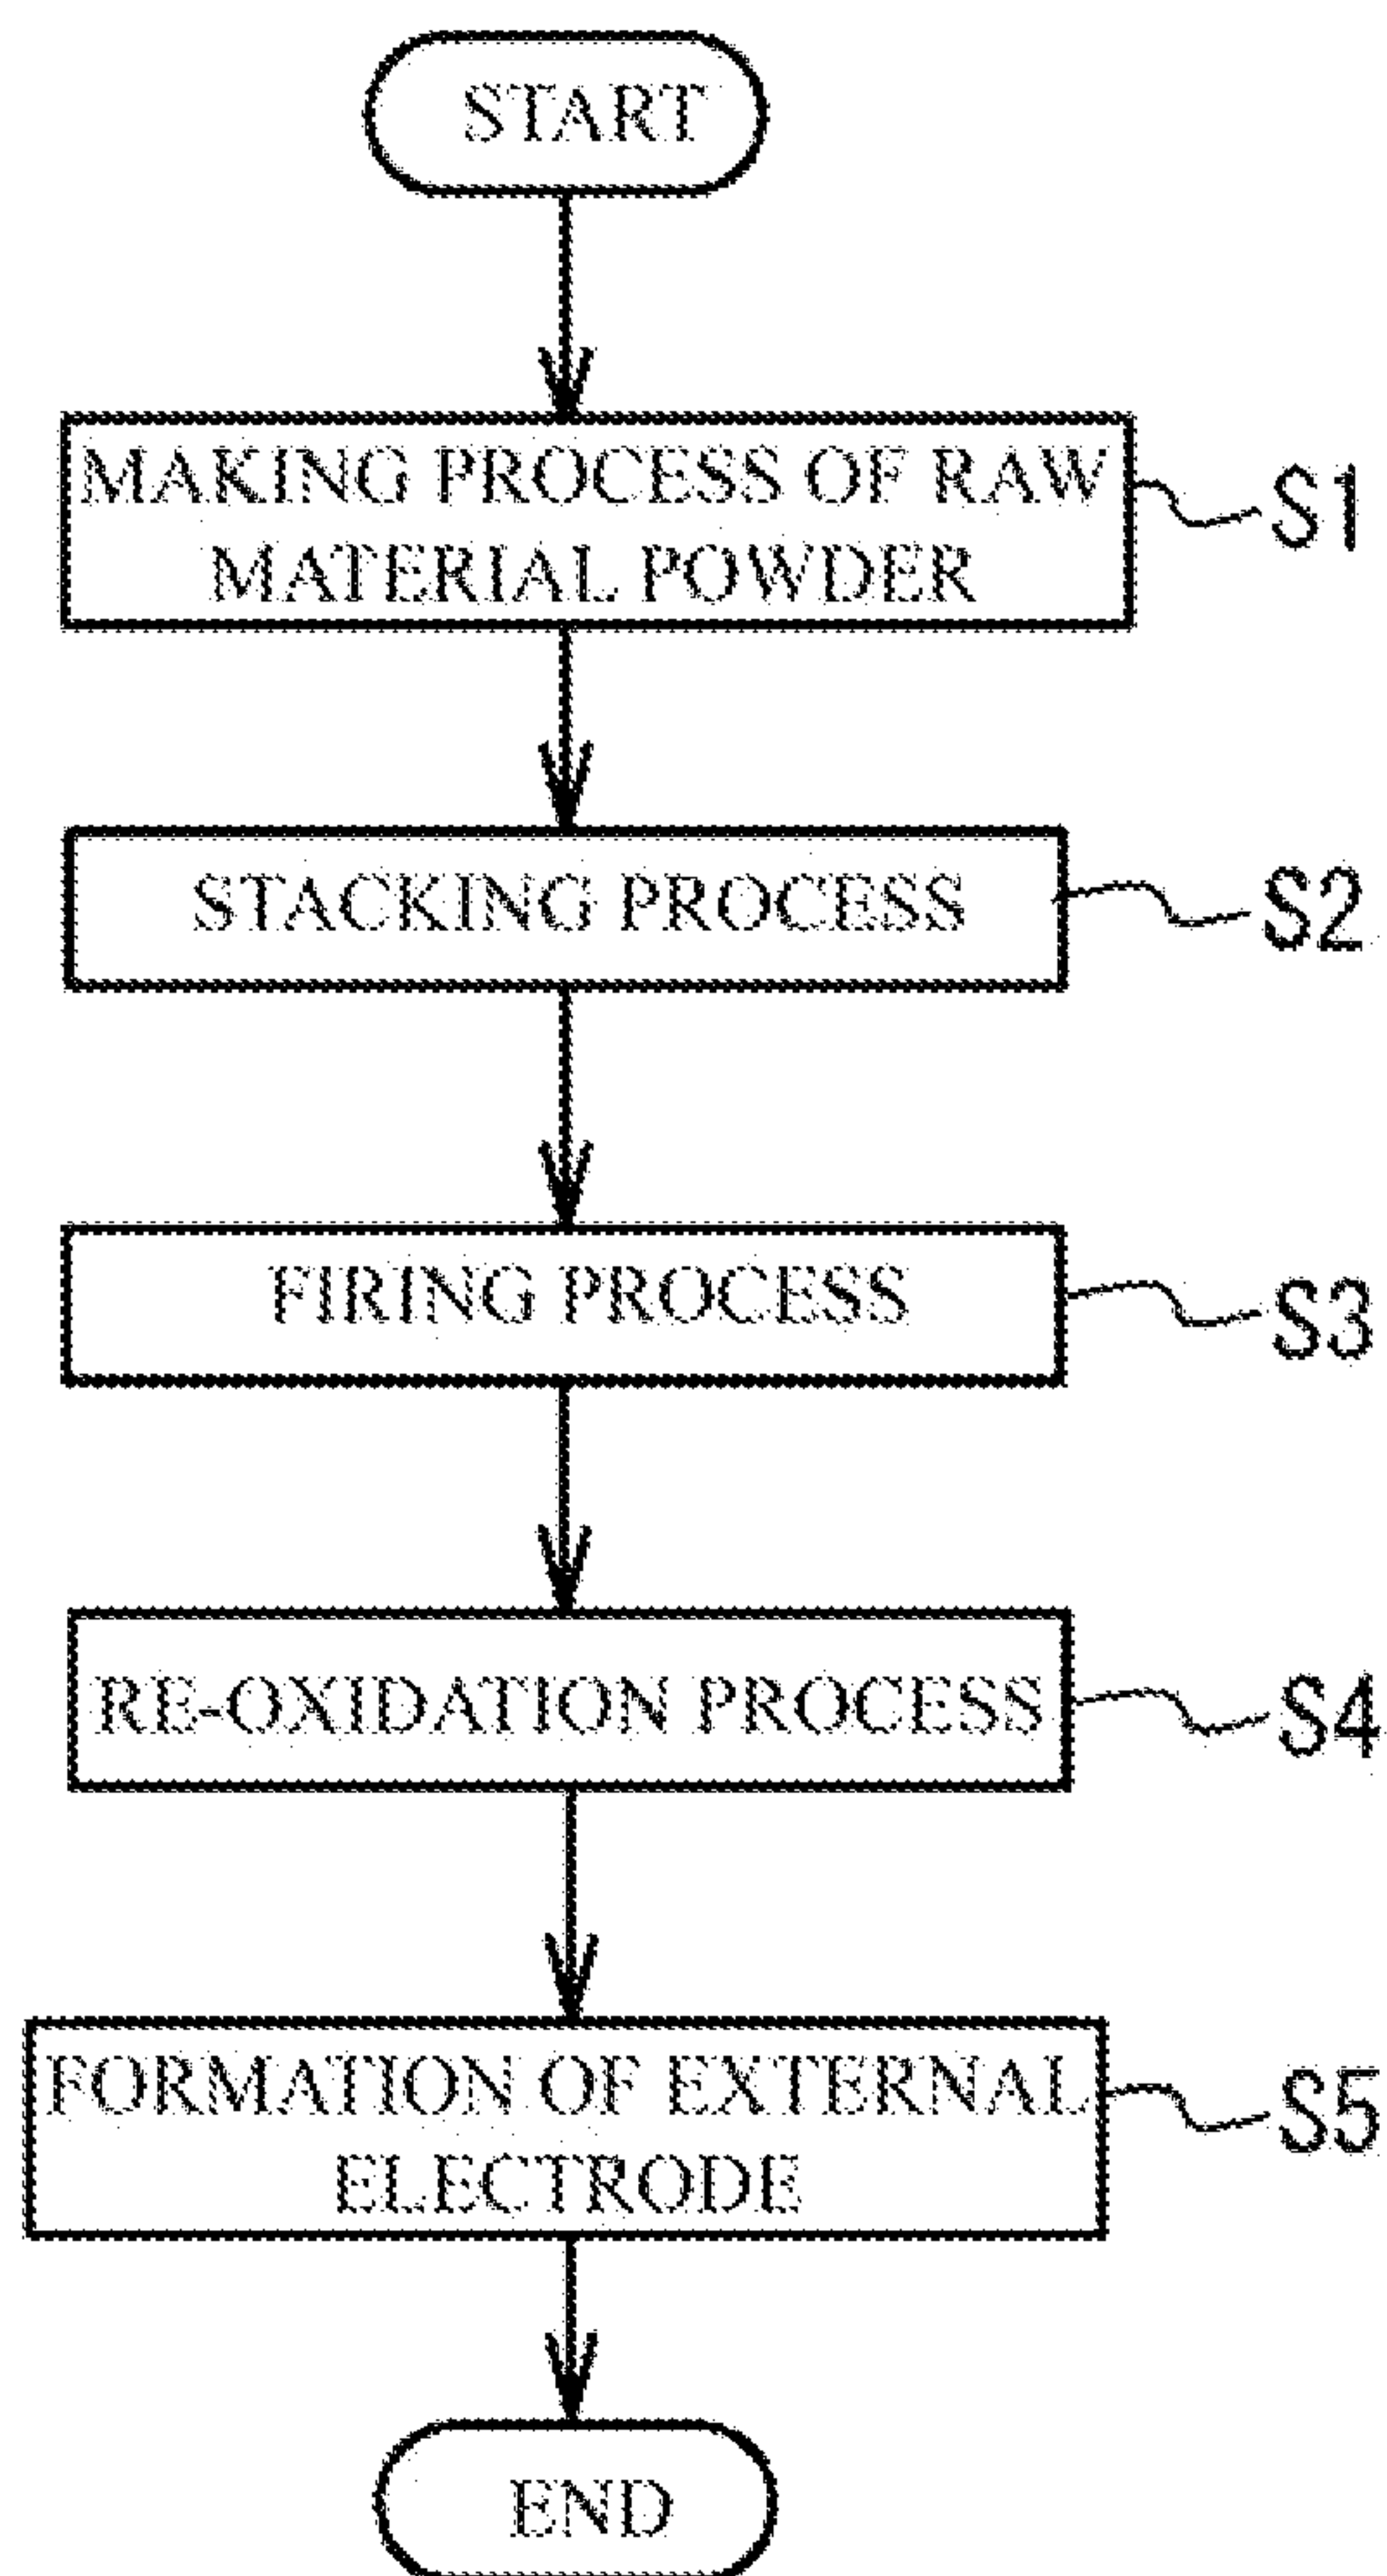 START
MAKING PROCESS OF RAW
MATERIAL POWDER
S1
STACKING PROCESS
S2
FIRING PROCESS
S3
RE-OXIDATION PROCESS
S4
FORMATION OF EXTERNAL
ELECTRODE
S5
END